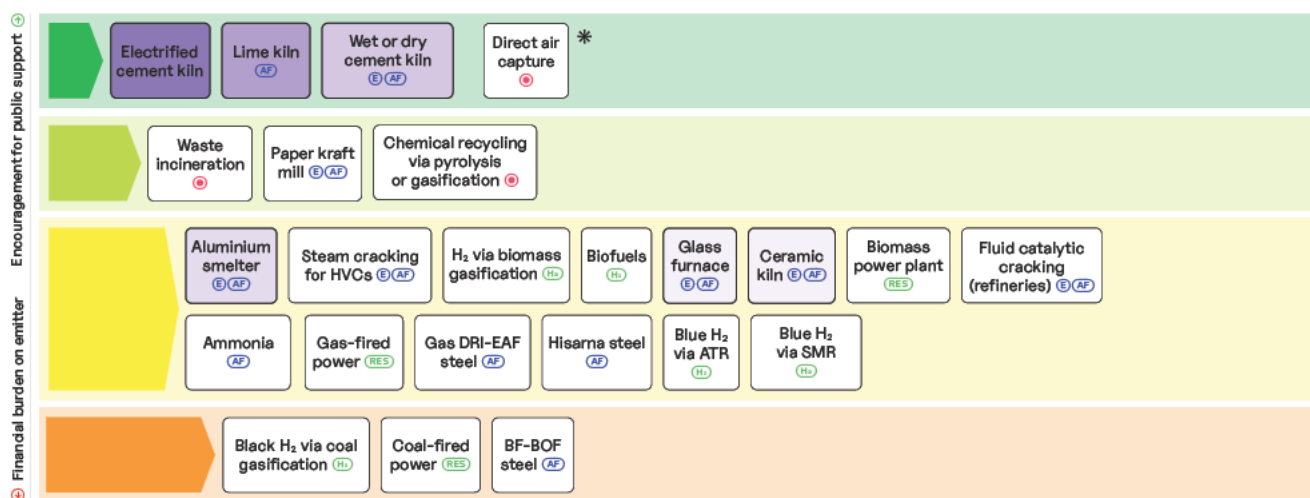 Encouragement for public support
Financial burden on emitter
Electrified
cement kiln
Lime kiln
AF
Wet or dry
cement kiln
E AF
Direct air
capture
*
Waste
incineration
Paper kraft
mill E AF
Chemical recycling
via pyrolysis
or gasification
Aluminium
smelter
E AF
Steam cracking
for HVCs E AF
H₂ via biomass
gasification H₂
Biofuels
H₂
Glass
furnace
E AF
Ceramic
kiln E AF
Biomass
power plant
RES
Fluid catalytic
cracking
(refineries) E AF
Ammonia
AF
Gas-fired
power RES
Gas DRI-EAF
steel AF
Hisarna steel
AF
Blue H₂
via ATR
H₂
Blue H₂
via SMR
H₂
Black H₂ via coal
gasification H₂
Coal-fired
power RES
BF-BOF
steel AF